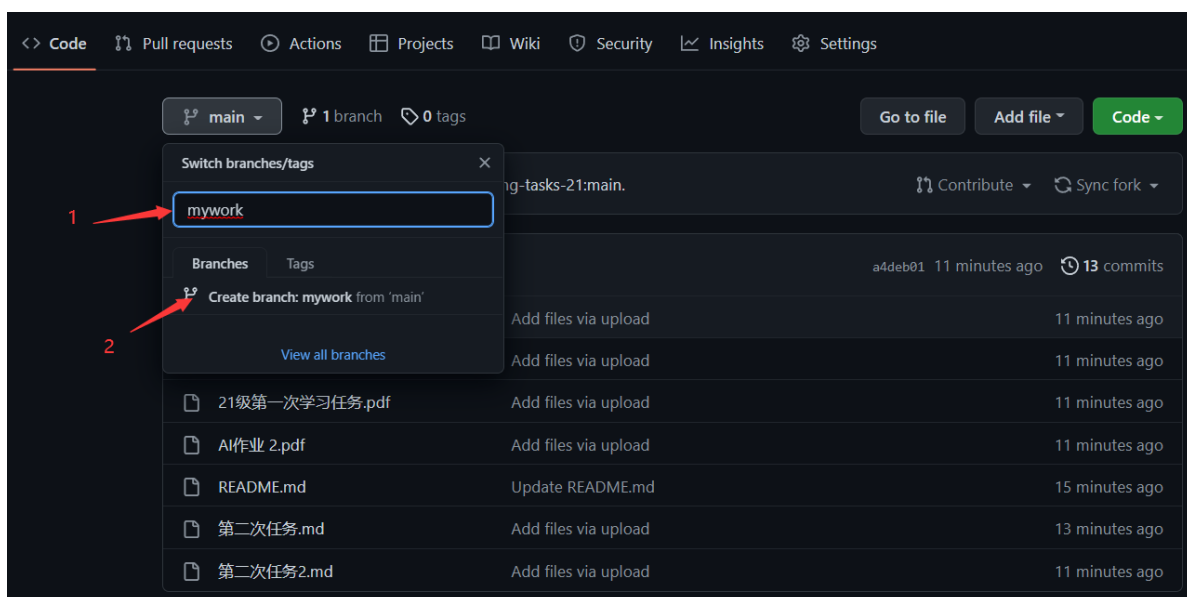 Code Pull requests Actions Projects Wiki Security Insights Settings
main 1 branch 0 tags Go to file Add file Code
Switch branches/tags
ng-tasks-21:main. Contribute Sync fork
1 mywork
Branches Tags
a4deb01 11 minutes ago 13 commits
Create branch: mywork from 'main'
Add files via upload 11 minutes ago
2
View all branches
Add files via upload 11 minutes ago
21级第一次学习任务.pdf Add files via upload 11 minutes ago
AI作业 2.pdf Add files via upload 11 minutes ago
README.md Update README.md 15 minutes ago
第二次任务.md Add files via upload 13 minutes ago
第二次任务2.md Add files via upload 11 minutes ago